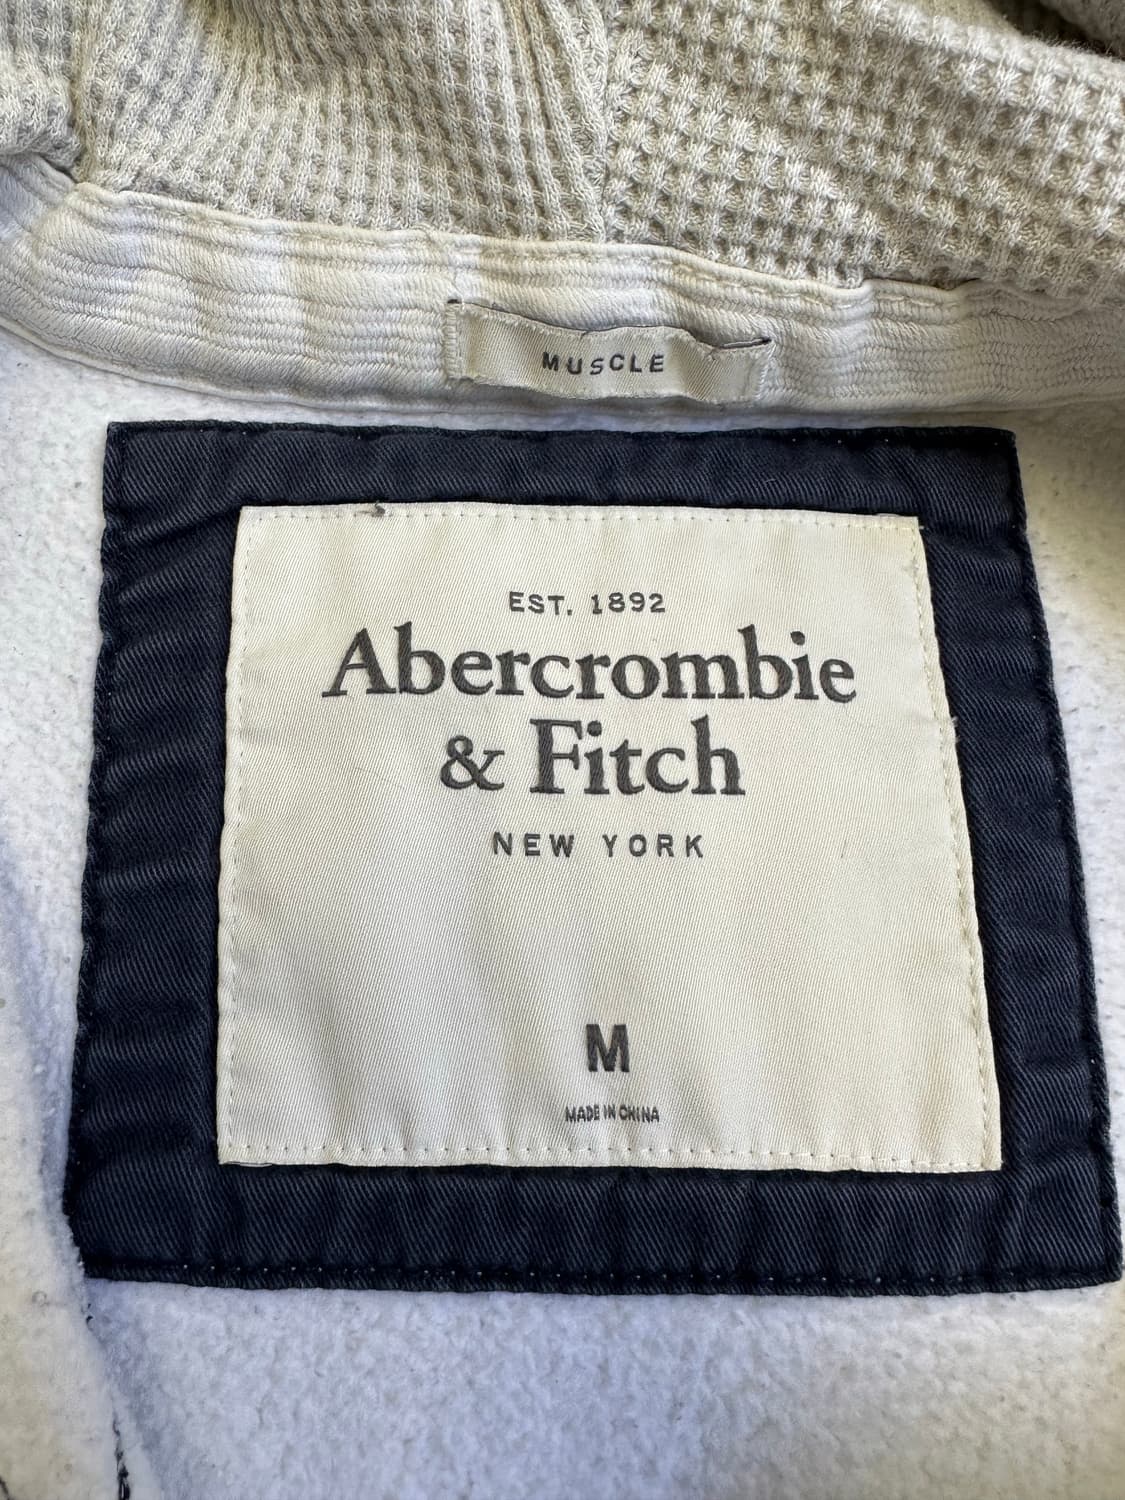 MUSCLE
EST. 1892
Abercrombie
& Fitch
NEW YORK
M
MADE IN CHINA